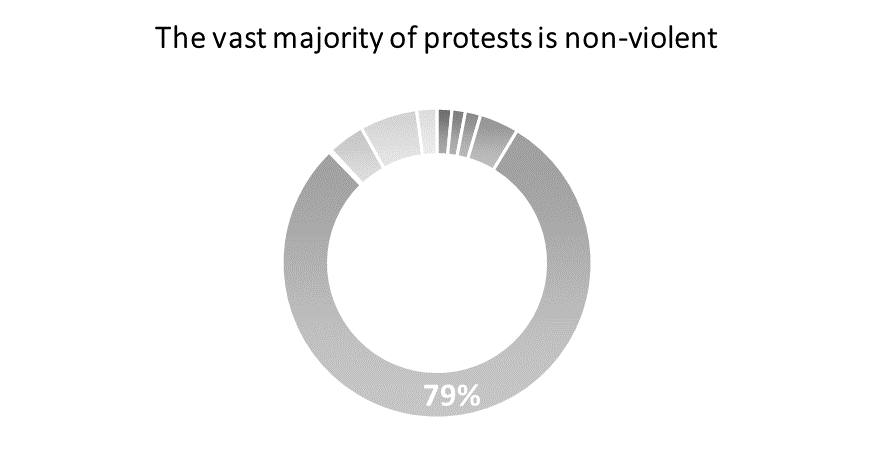 The vast majority of protests is non-violent
79%